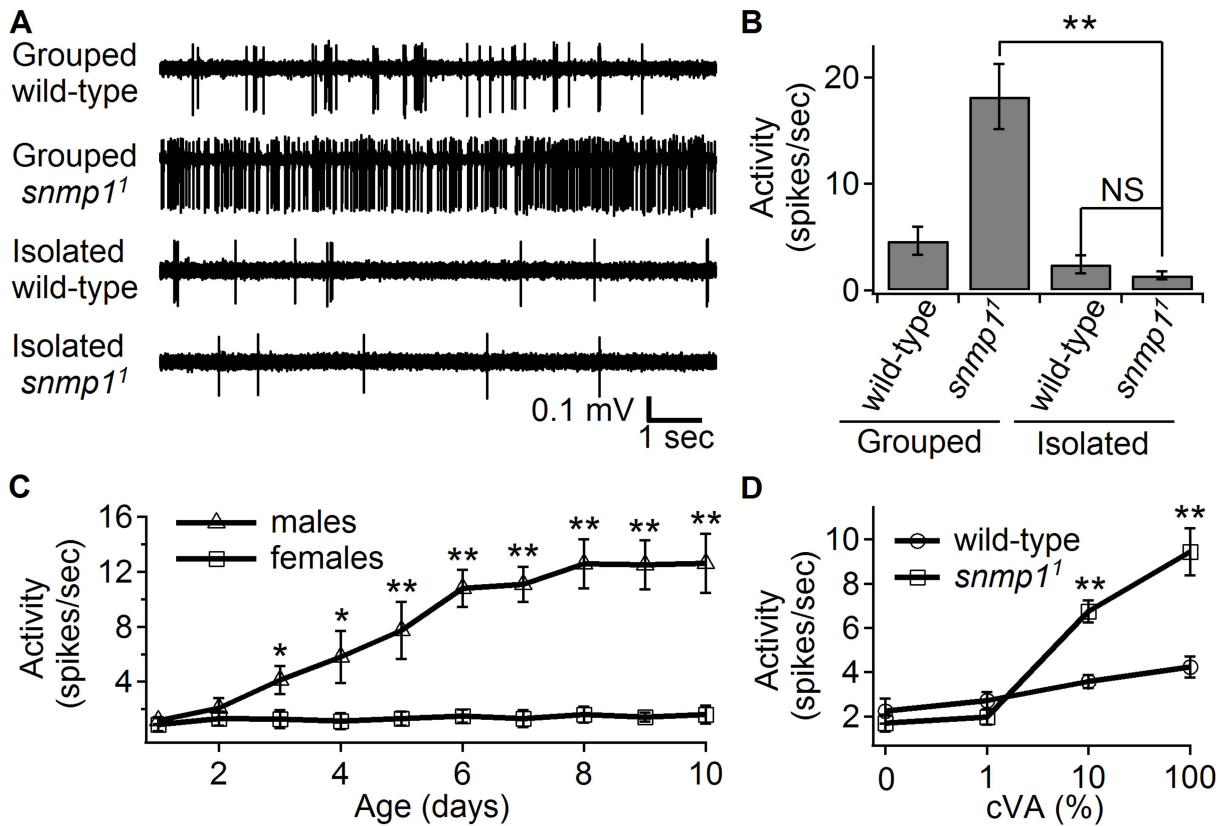 A
Grouped
wild-type
Grouped
snmp1¹
Isolated
wild-type
Isolated
snmp1¹
0.1 mV
1 sec
B
Activity
(spikes/sec)
20
10
0
**
NS
wild-type
snmp1¹
wild-type
snmp1¹
Grouped
Isolated
C
Activity
(spikes/sec)
16
12
8
4
males
females
*
*
**
**
**
**
**
**
2
4
6
8
10
Age (days)
D
Activity
(spikes/sec)
10
8
6
4
2
wild-type
snmp1¹
**
**
0
1
10
100
cVA (%)